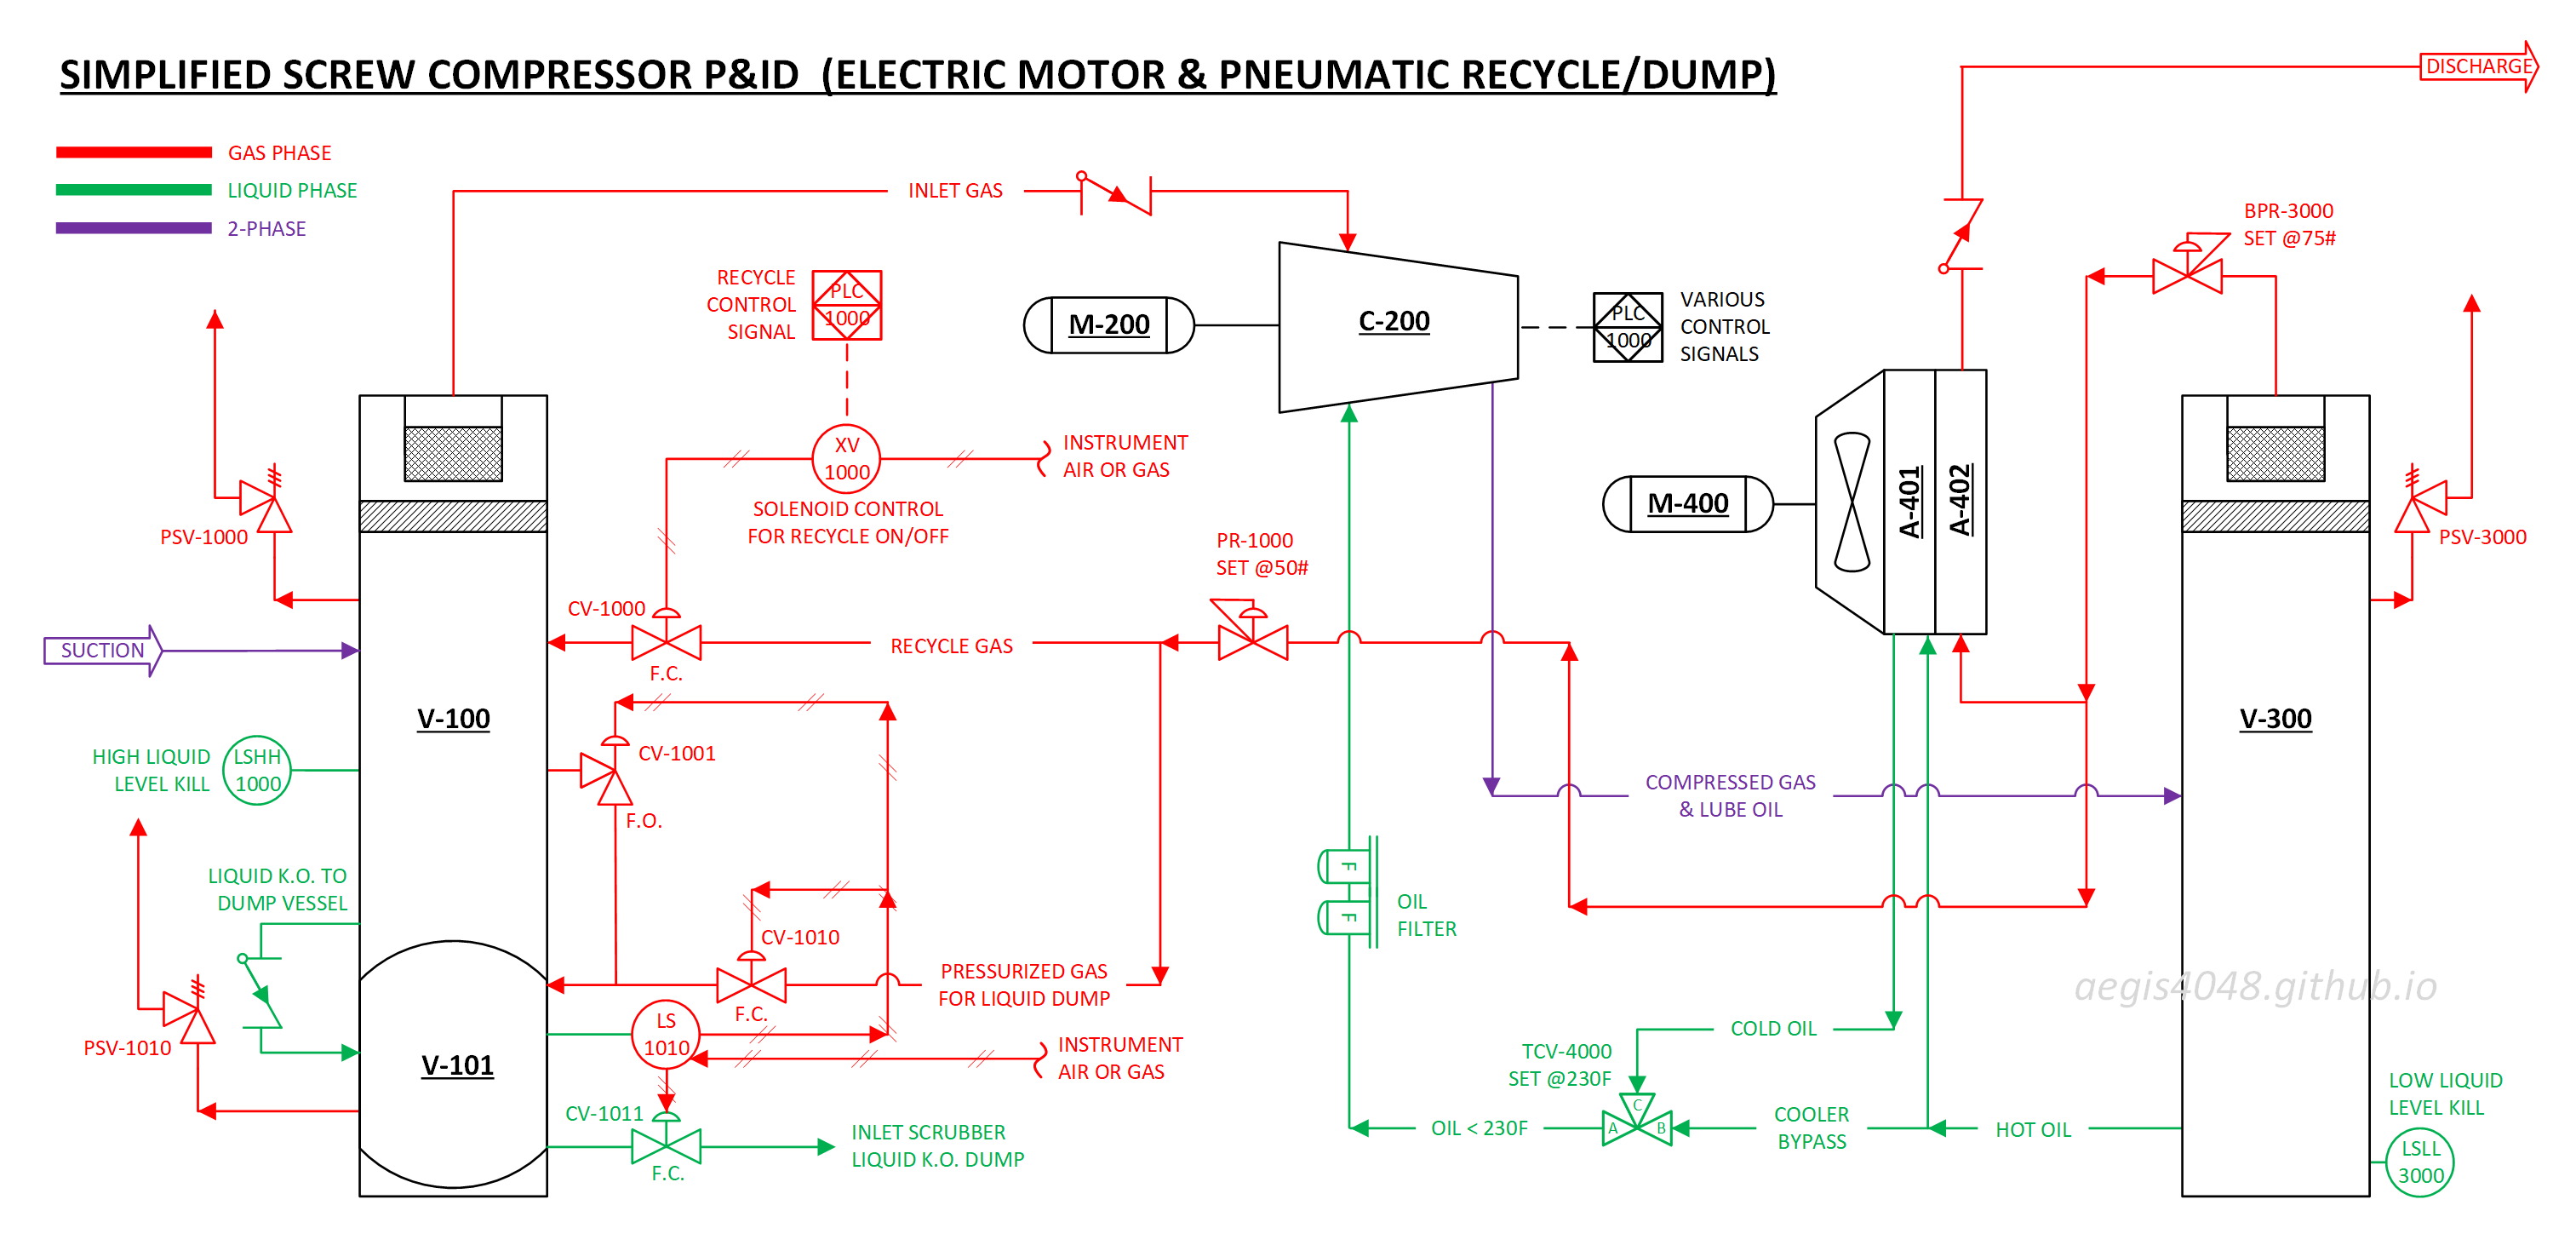 SIMPLIFIED SCREW COMPRESSOR P&ID (ELECTRIC MOTOR & PNEUMATIC RECYCLE/DUMP)
DISCHARGE
GAS PHASE
LIQUID PHASE
2-PHASE
INLET GAS
BPR-3000
SET @75#
RECYCLE
CONTROL
SIGNAL
PLC
1000
M-200
C-200
PLC
1000
VARIOUS
CONTROL
SIGNALS
XV
1000
INSTRUMENT
AIR OR GAS
SOLENOID CONTROL
FOR RECYCLE ON/OFF
M-400
A-401
A-402
PSV-1000
PSV-3000
PR-1000
SET @50#
CV-1000
RECYCLE GAS
F.C.
SUCTION
V-100
V-300
CV-1001
F.O.
HIGH LIQUID
LEVEL KILL
LSHH
1000
COMPRESSED GAS
& LUBE OIL
LIQUID K.O. TO
DUMP VESSEL
F
F
OIL
FILTER
CV-1010
F.C.
PRESSURIZED GAS
FOR LIQUID DUMP
aegis4048.github.io
LS
1010
INSTRUMENT
AIR OR GAS
COLD OIL
PSV-1010
V-101
TCV-4000
SET @230F
C
A
B
CV-1011
F.C.
INLET SCRUBBER
LIQUID K.O. DUMP
OIL < 230F
COOLER
BYPASS
HOT OIL
LOW LIQUID
LEVEL KILL
LSLL
3000